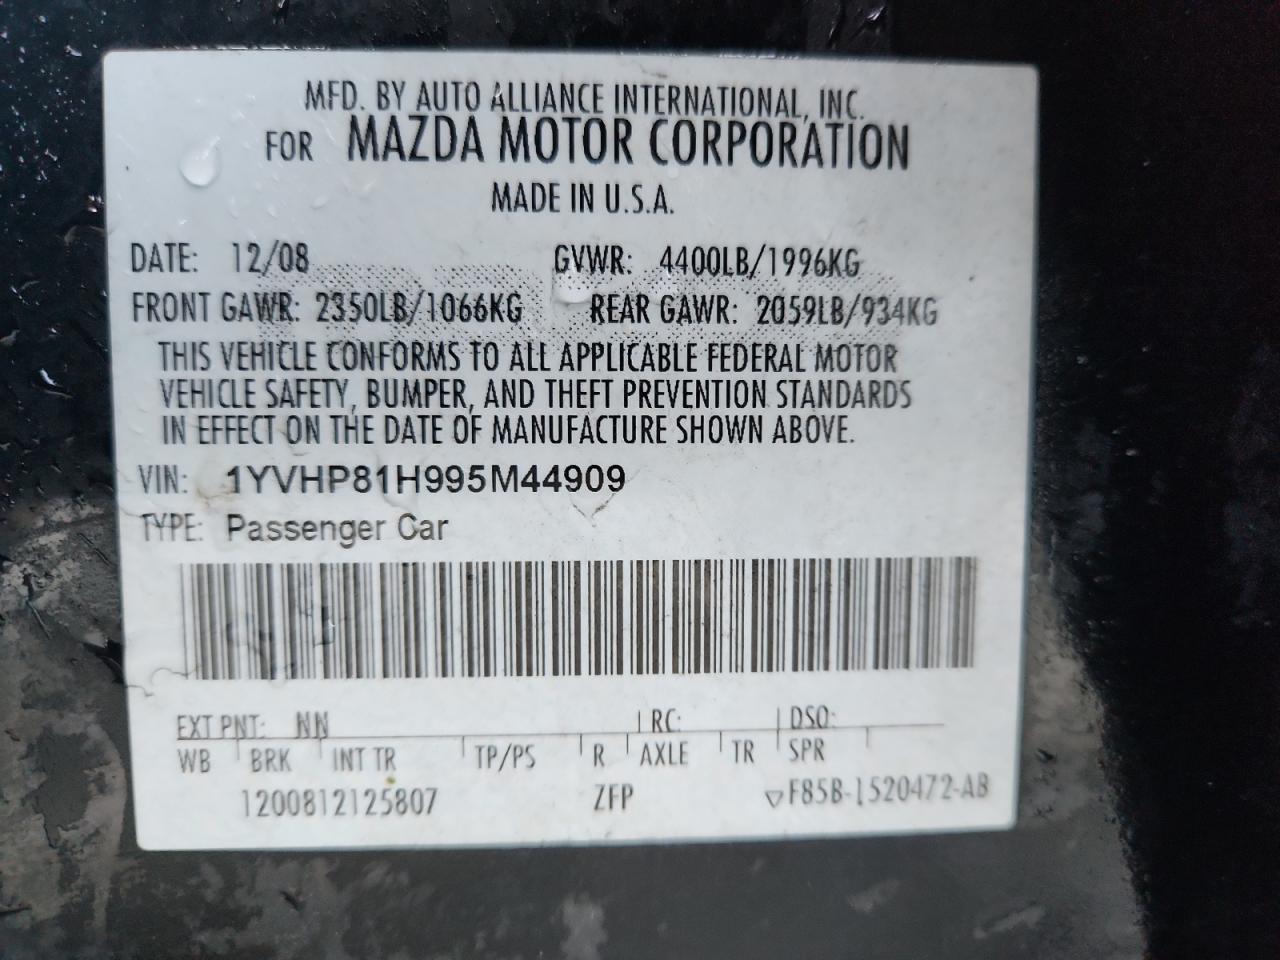 MFD. BY AUTO ALLIANCE INTERNATIONAL, INC.
FOR MAZDA MOTOR CORPORATION
MADE IN U.S.A.
DATE: 12/08 GVWR: 4400LB/1996KG
FRONT GAWR: 2350LB/1066KG REAR GAWR: 2059LB/934KG
THIS VEHICLE CONFORMS TO ALL APPLICABLE FEDERAL MOTOR
VEHICLE SAFETY, BUMPER, AND THEFT PREVENTION STANDARDS
IN EFFECT ON THE DATE OF MANUFACTURE SHOWN ABOVE.
VIN: 1YVHP81H995M44909
TYPE: Passenger Car
EXT PNT: NN RC: DSO:
WB BRK INT TR TP/PS R AXLE TR SPR
1200812125807 ZFP ▽F85B-1520472-AB